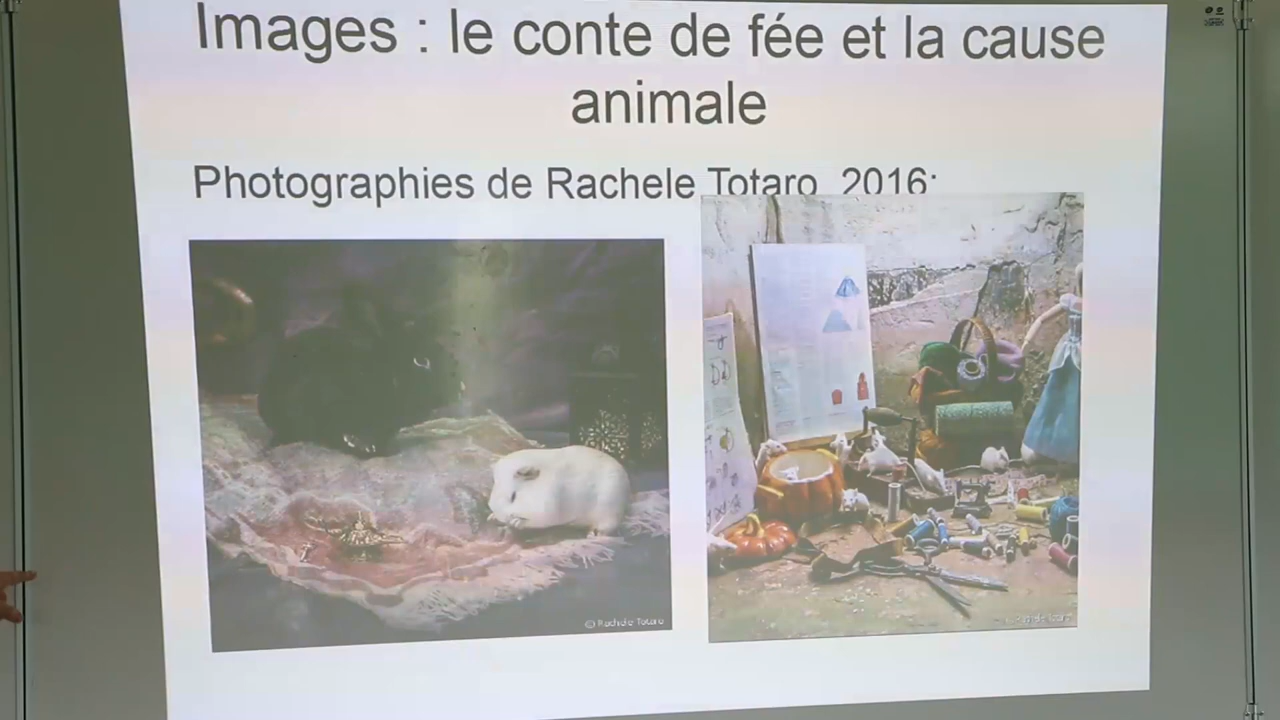 Images : le conte de fée et la cause
animale
Photographies de Rachele Totaro, 2016:
© Rachele Totaro